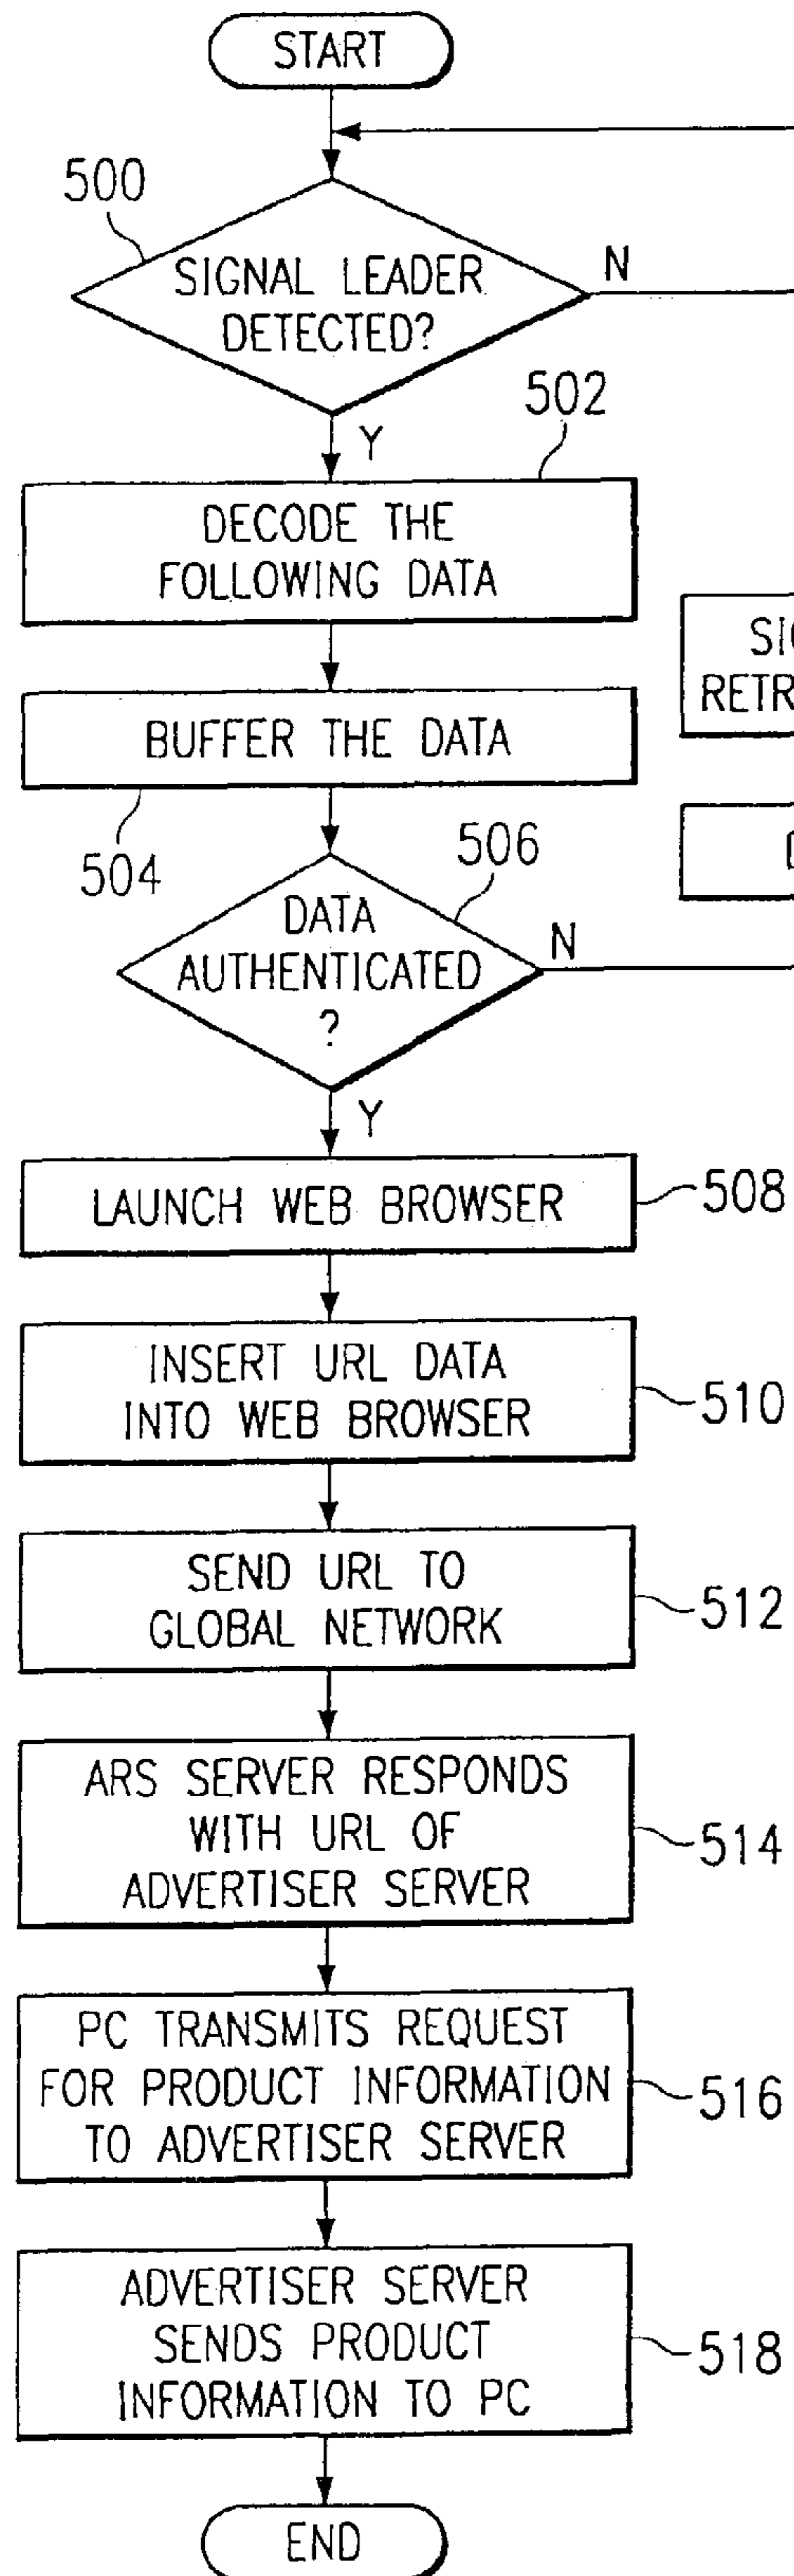 START
500
SIGNAL LEADER
DETECTED?
N
Y
502
DECODE THE
FOLLOWING DATA
BUFFER THE DATA
504
506
DATA
AUTHENTICATED
?
N
Y
LAUNCH WEB BROWSER
508
INSERT URL DATA
INTO WEB BROWSER
510
SEND URL TO
GLOBAL NETWORK
512
ARS SERVER RESPONDS
WITH URL OF
ADVERTISER SERVER
514
PC TRANSMITS REQUEST
FOR PRODUCT INFORMATION
TO ADVERTISER SERVER
516
ADVERTISER SERVER
SENDS PRODUCT
INFORMATION TO PC
518
END